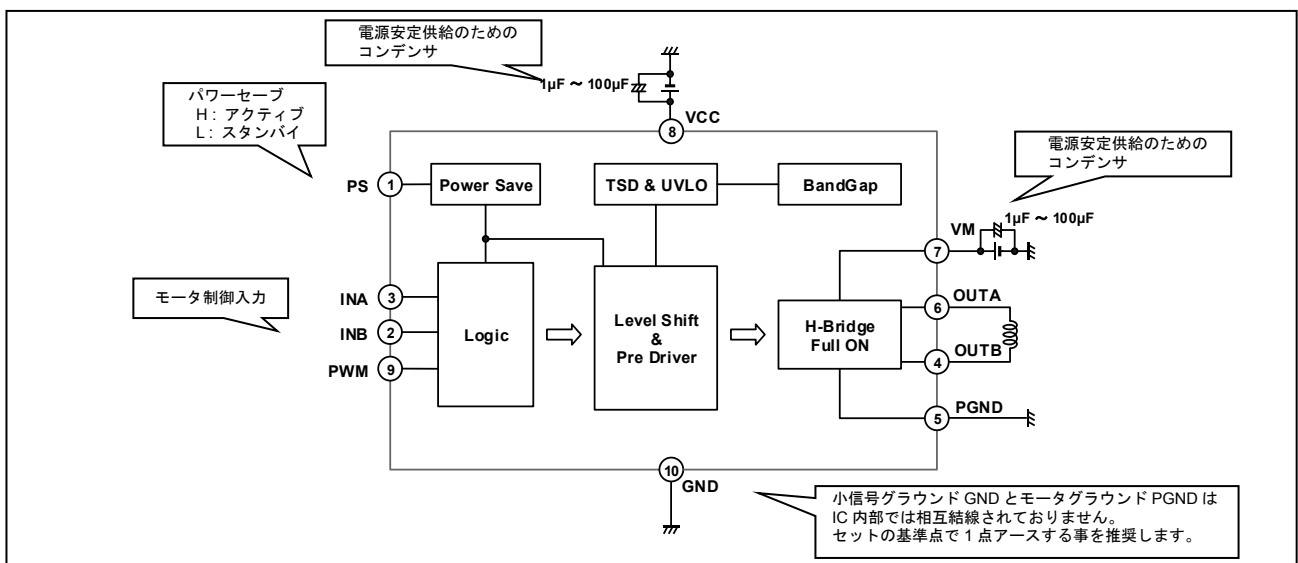 電源安定供給のための
コンデンサ
1µF ～ 100µF
パワーセーブ
H : アクティブ
L : スタンバイ
8
VCC
電源安定供給のための
コンデンサ
PS
1
Power Save
TSD & UVLO
BandGap
1µF ～ 100µF
VM
7
モータ制御入力
INA
3
INB
2
PWM
9
Logic
Level Shift
&
Pre Driver
H-Bridge
Full ON
6
OUTA
4
OUTB
5
PGND
10
GND
小信号グラウンド GND とモータグラウンド PGND は
IC 内部では相互結線されておりません。
セットの基準点で 1 点アースする事を推奨します。